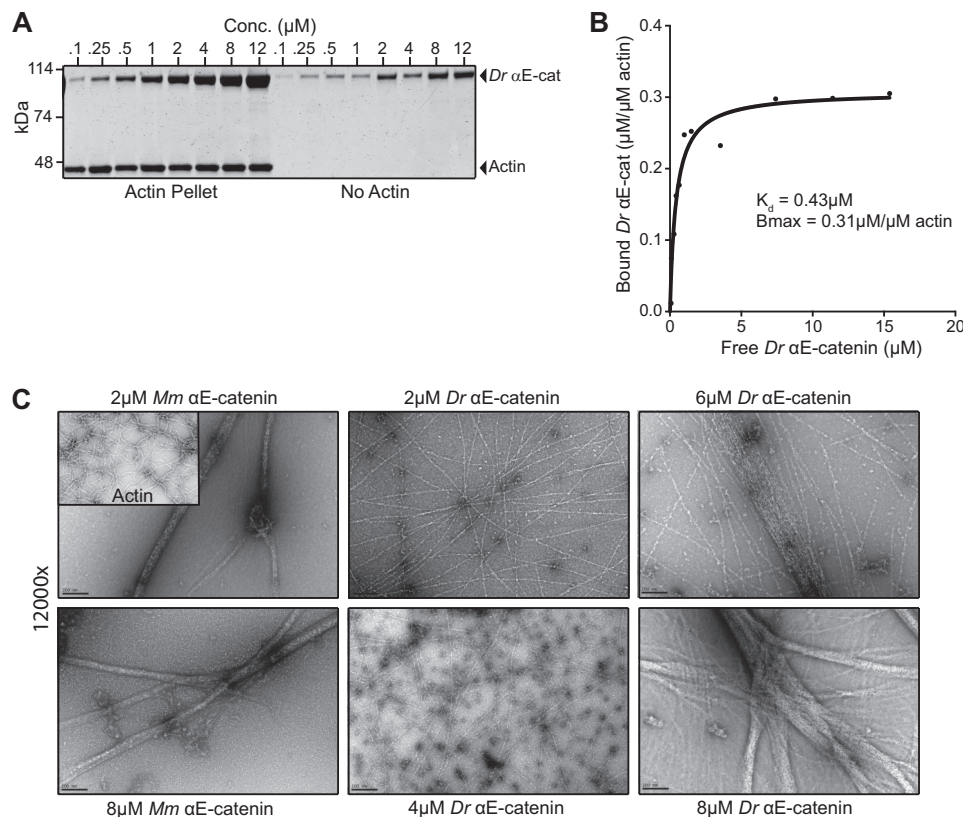 A
Conc. (µM)
.1 .25 .5 1 2 4 8 12 .1 .25 .5 1 2 4 8 12
114
74
48
kDa
Dr αE-cat
Actin
Actin Pellet
No Actin
B
0.4
0.3
0.2
0.1
0.0
Bound Dr αE-cat (µM/µM actin)
Kd = 0.43µM
Bmax = 0.31µM/µM actin
0 5 10 15 20
Free Dr αE-catenin (µM)
C
2µM Mm αE-catenin
2µM Dr αE-catenin
6µM Dr αE-catenin
Actin
12000x
8µM Mm αE-catenin
4µM Dr αE-catenin
8µM Dr αE-catenin